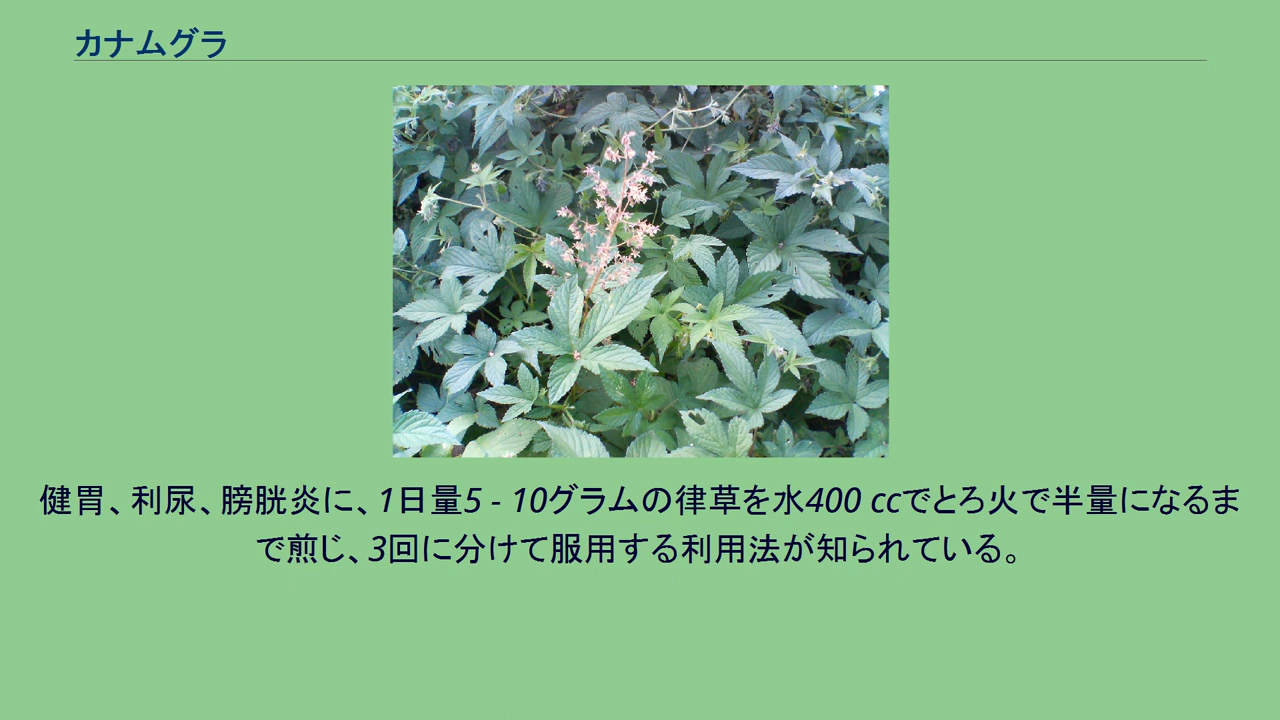 カナムグラ
健胃、利尿、膀胱炎に、1日量5 - 10グラムの律草を水400 ccでとろ火で半量になるま
で煎じ、3回に分けて服用する利用法が知られている。